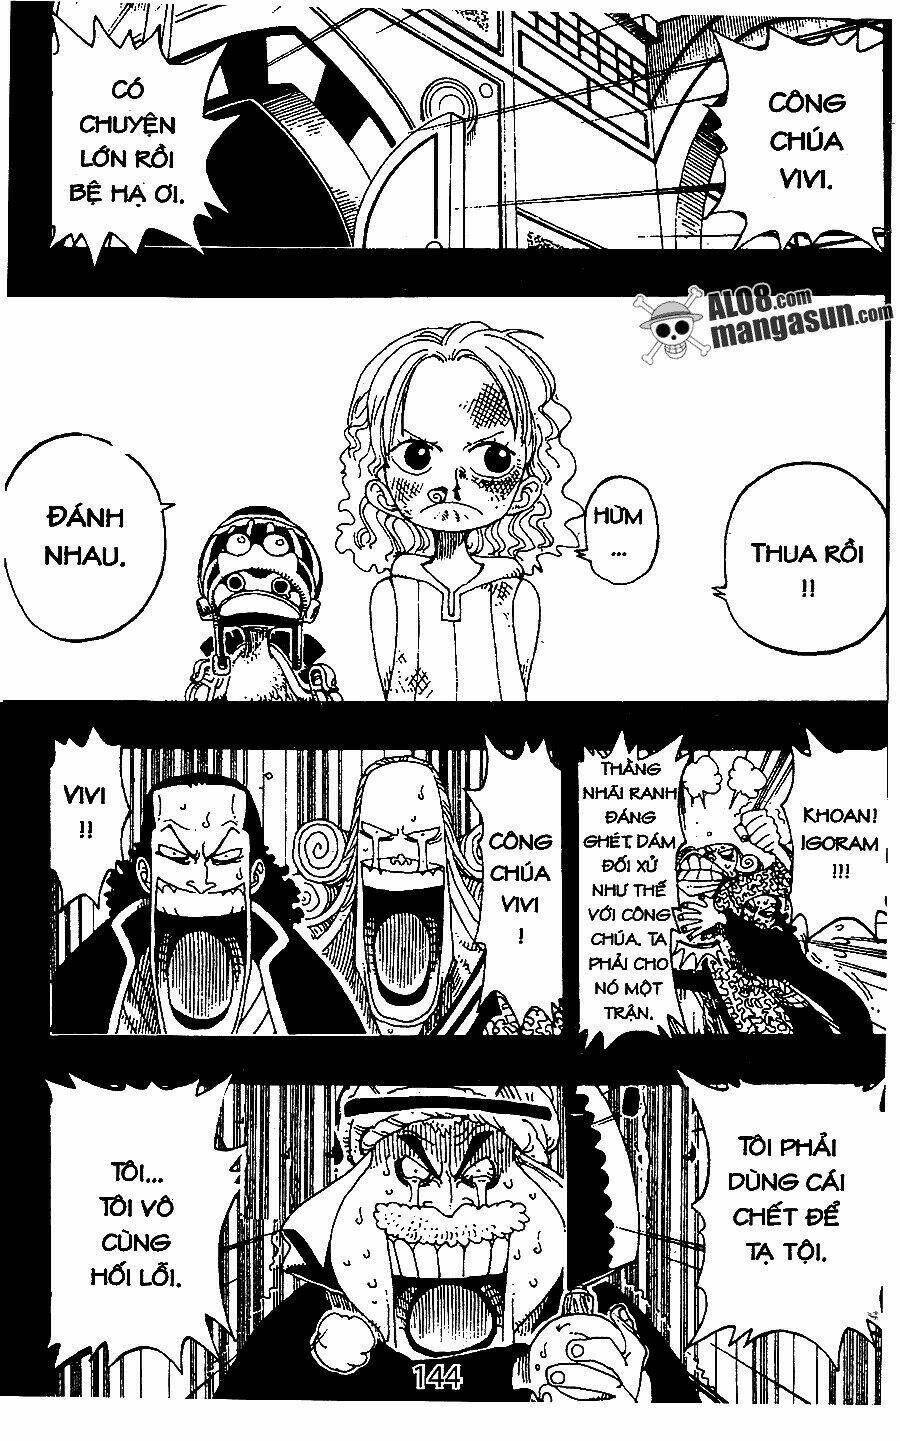 CÔNG
CHÚA
VIVI.
CÓ
CHUYỆN
LỚN RỒI
BỆ HẠ ƠI.
AL08.com
mangasun.com
THUA RỒI
!!
HỪM
...
ĐÁNH
NHAU.
KHOAN!
IGORAM
!!!
THẰNG
NHÃI RANH
ĐÁNG
GHÉT, DÁM
ĐỐI XỬ
NHƯ THẾ
VỚI CÔNG
CHÚA. TA
PHẢI CHO
NÓ MỘT
TRẬN.
CÔNG
CHÚA
VIVI
!
VIVI
!!
TÔI PHẢI
DÙNG CÁI
CHẾT ĐỂ
TẠ TỘI.
TÔI...
TÔI VÔ
CÙNG
HỐI LỖI.
144